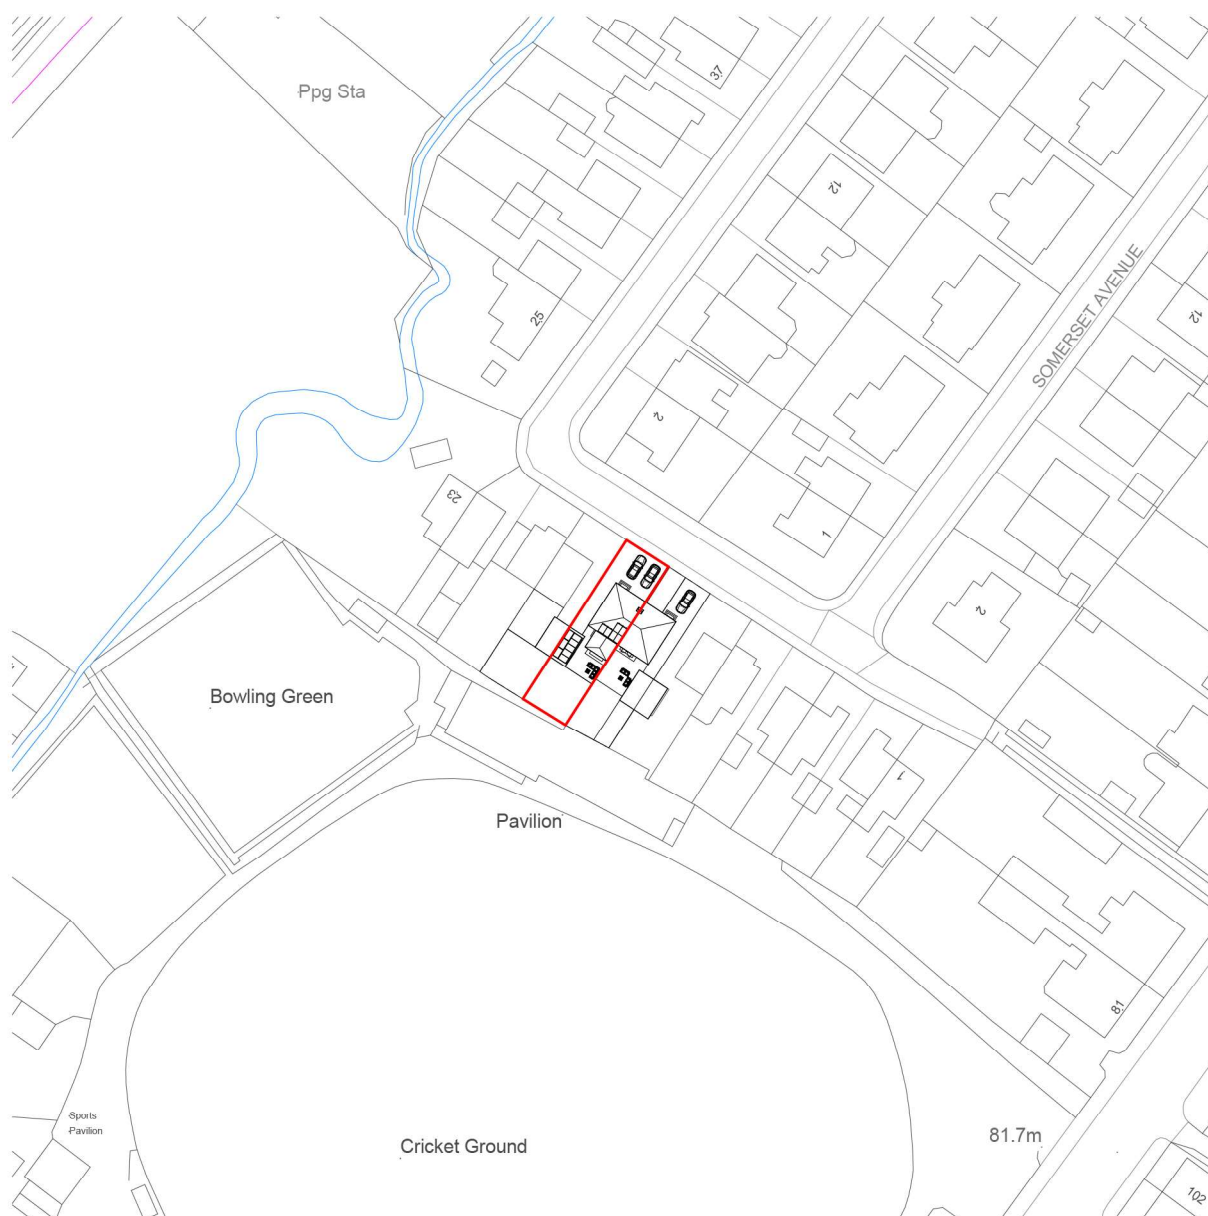 37
Ppg Sta
12
SOMERSET AVENUE
12
25
2
23
1
2
Bowling Green
1
Pavilion
81
Sports
Pavilion
Cricket Ground
81.7m
102